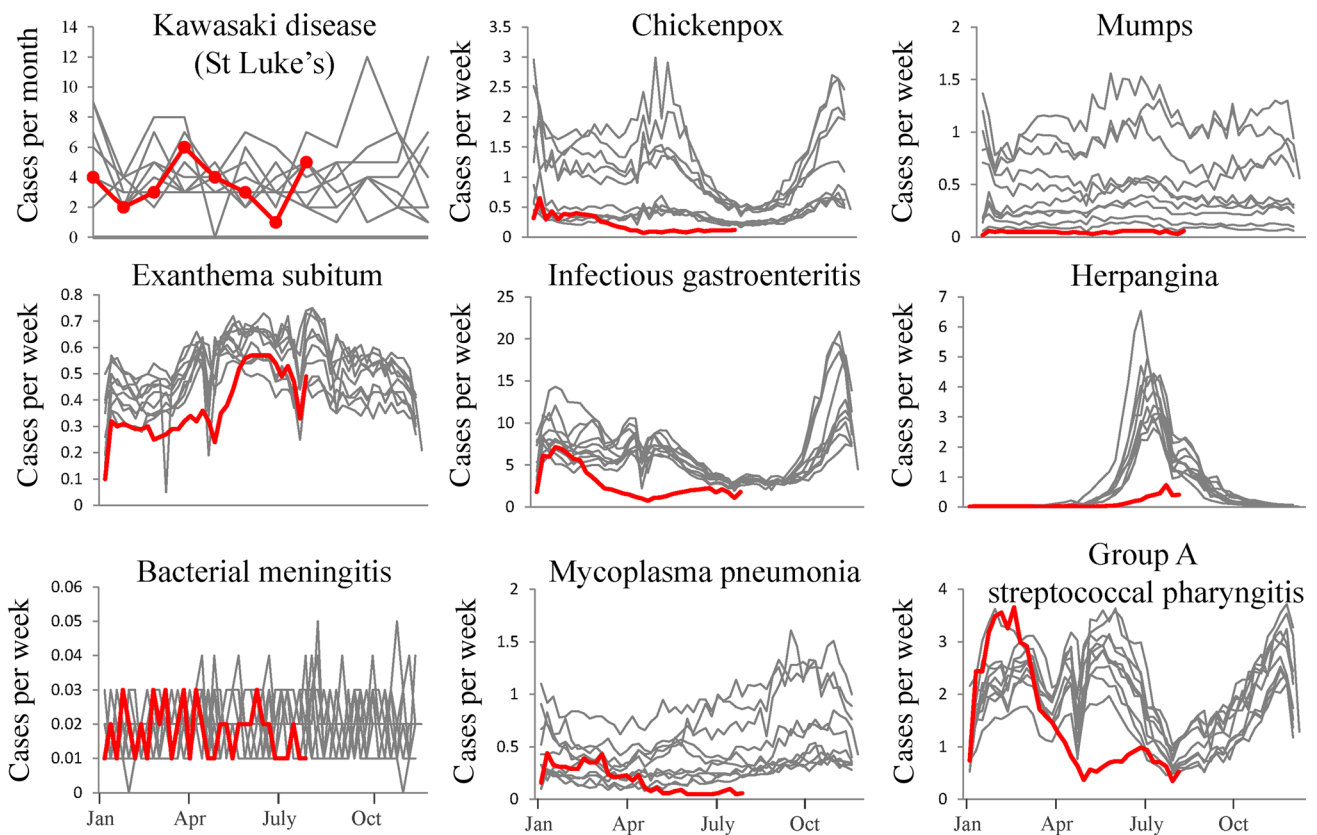 Kawasaki disease
(St Luke's)
Cases per month
14
12
10
8
6
4
2
0
Chickenpox
Cases per week
3.5
3
2.5
2
1.5
1
0.5
0
Mumps
Cases per week
2
1.5
1
0.5
0
Exanthema subitum
Cases per week
0.8
0.7
0.6
0.5
0.4
0.3
0.2
0.1
0
Infectious gastroenteritis
Cases per week
25
20
15
10
5
0
Herpangina
Cases per week
7
6
5
4
3
2
1
0
Bacterial meningitis
Cases per week
0.06
0.05
0.04
0.03
0.02
0.01
0
Jan Apr July Oct
Mycoplasma pneumonia
Cases per week
2
1.5
1
0.5
0
Jan Apr July Oct
Group A
streptococcal pharyngitis
Cases per week
4
3
2
1
0
Jan Apr July Oct